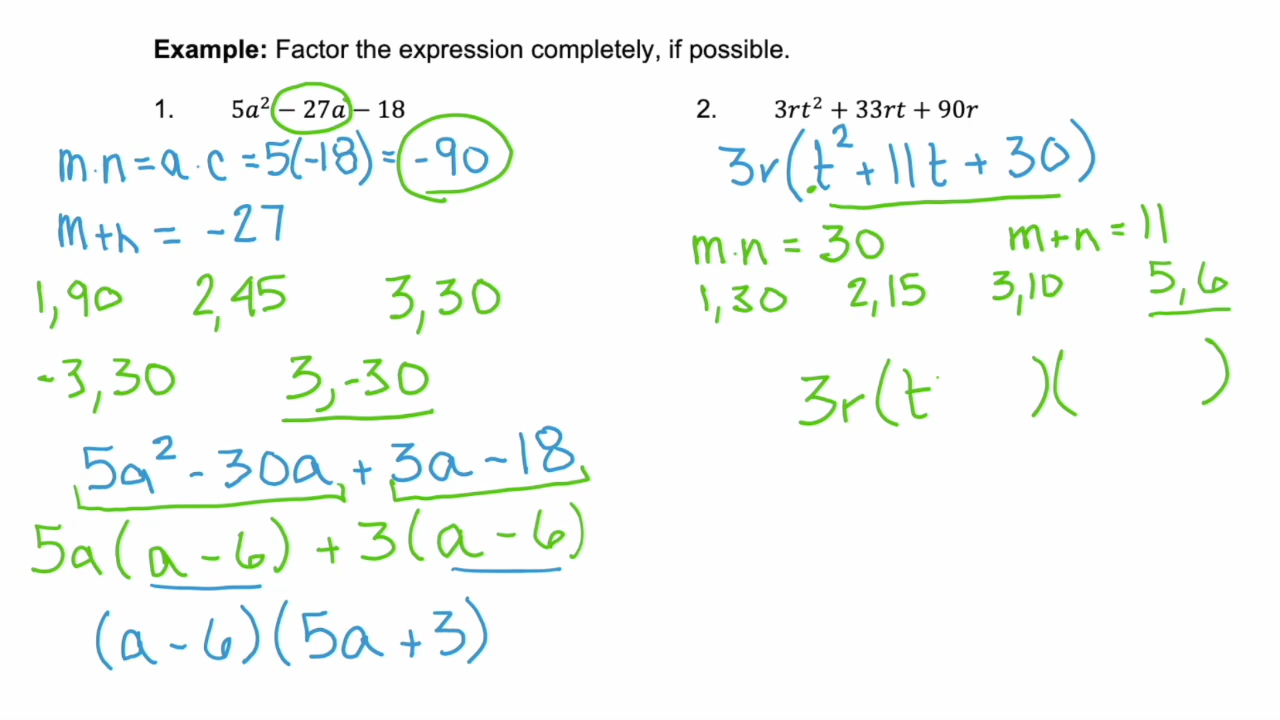 Example: Factor the expression completely, if possible.
1. 5a² − 27a − 18
m·n = a·c = 5(-18) = -90
m+n = -27
1,90 2,45 3,30
-3,30 3,-30
5a² - 30a + 3a - 18
5a(a - 6) + 3(a - 6)
(a - 6)(5a + 3)
2. 3rt² + 33rt + 90r
3r(t² + 11t + 30)
m·n = 30 m+n = 11
1,30 2,15 3,10 5,6
3r(t )( )